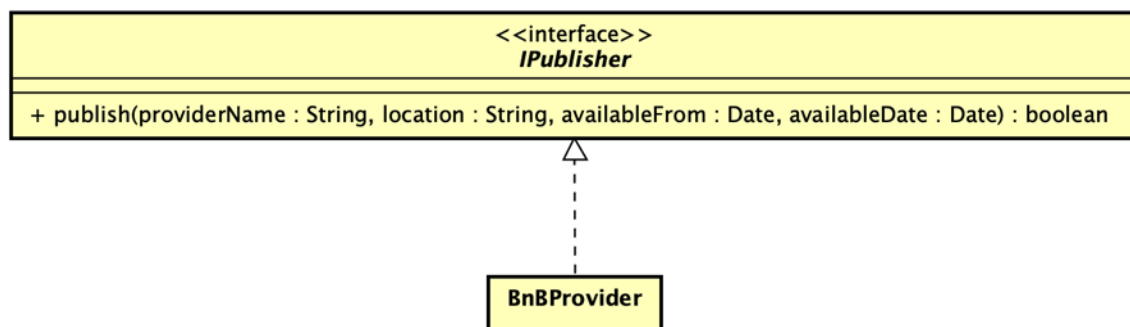 <<interface>>
IPublisher
+ publish(providerName : String, location : String, availableFrom : Date, availableDate : Date) : boolean
BnBProvider